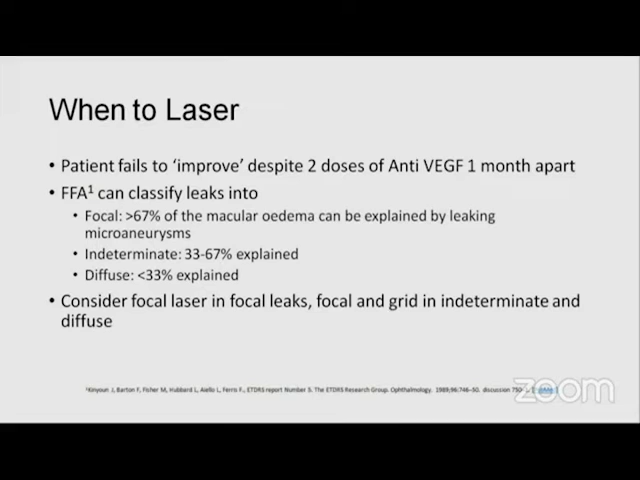 When to Laser
• Patient fails to ‘improve’ despite 2 doses of Anti VEGF 1 month apart
• FFA¹ can classify leaks into
• Focal: >67% of the macular oedema can be explained by leaking
microaneurysms
• Indeterminate: 33-67% explained
• Diffuse: <33% explained
• Consider focal laser in focal leaks, focal and grid in indeterminate and
diffuse
¹Kinyoun J, Barton F, Fisher M, Hubbard L, Aiello L, Ferris F., ETDRS report Number 5. The ETDRS Research Group. Ophthalmology. 1989;96:746–50. discussion 750-
zoom